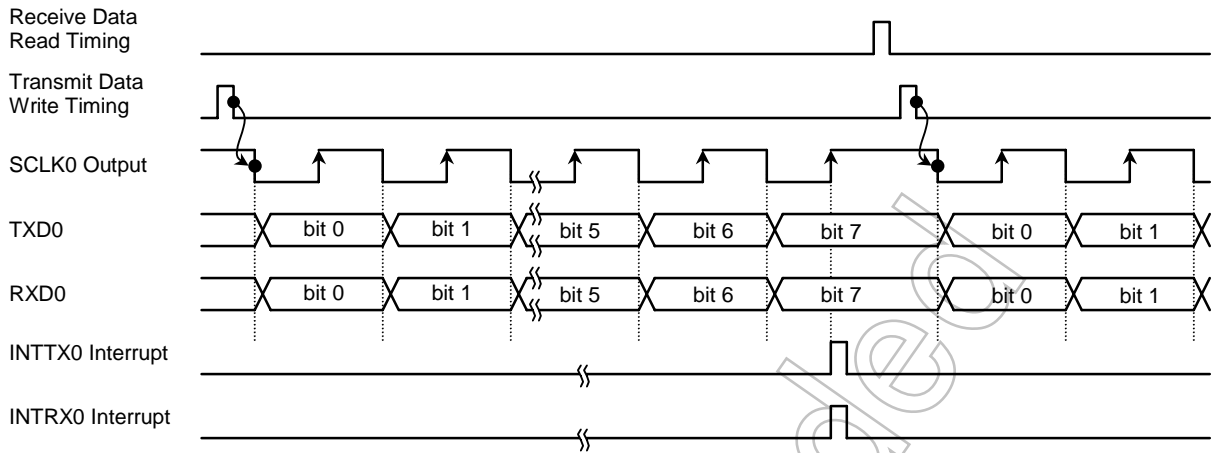 Receive Data
Read Timing
Transmit Data
Write Timing
SCLK0 Output
TXD0
bit 0 bit 1 bit 5 bit 6 bit 7 bit 0 bit 1
RXD0
bit 0 bit 1 bit 5 bit 6 bit 7 bit 0 bit 1
INTTX0 Interrupt
INTRX0 Interrupt